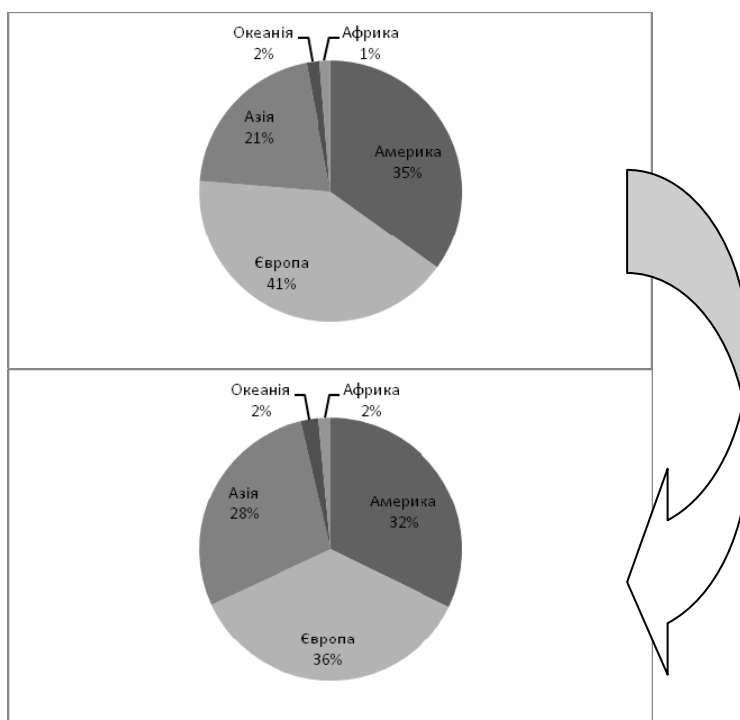 Океанія
2%
Африка
1%
Азія
21%
Америка
35%
Європа
41%
Океанія
2%
Африка
2%
Азія
28%
Америка
32%
Європа
36%